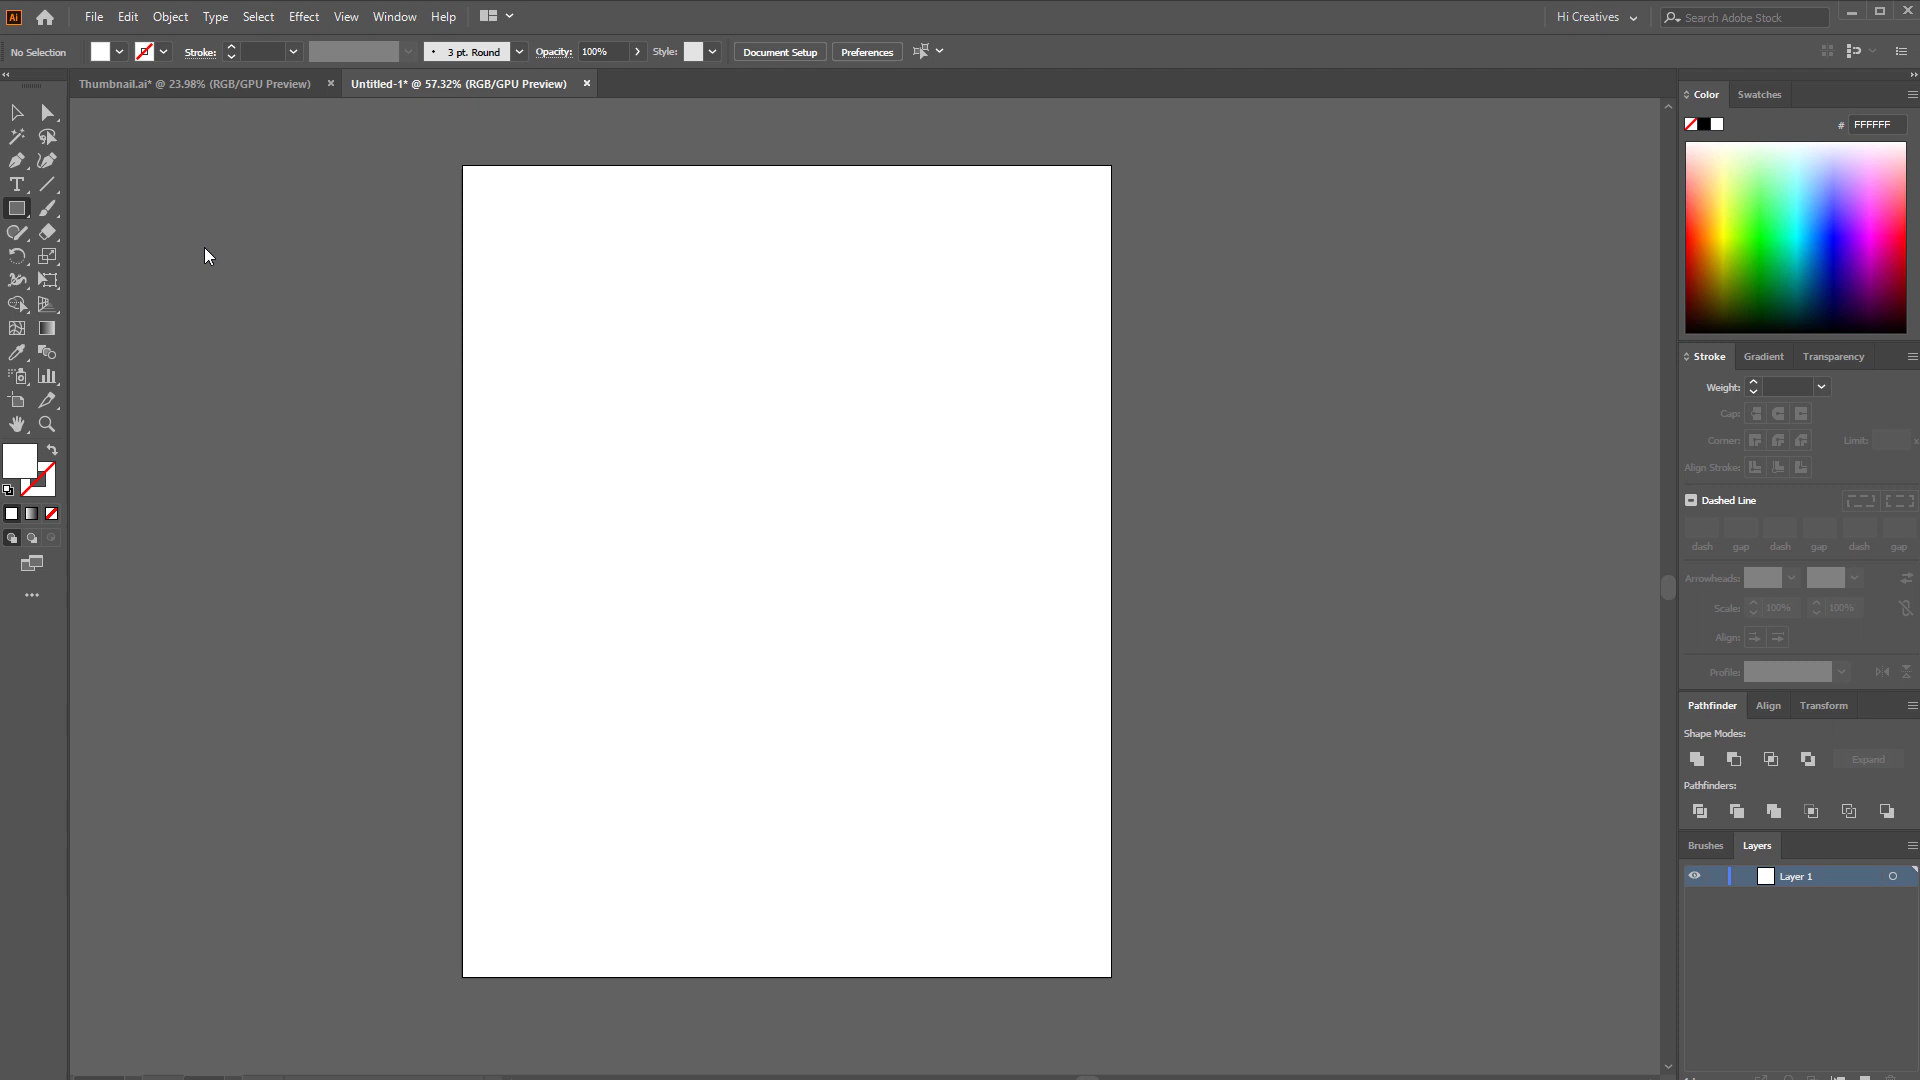 Ai File Edit Object Type Select Effect View Window Help Hi Creatives Search Adobe Stock
No Selection Stroke: 3 pt. Round Opacity: 100% Style: Document Setup Preferences
Thumbnail.ai* @ 23.98% (RGB/GPU Preview) × Untitled-1* @ 57.32% (RGB/GPU Preview) ×
Color Swatches
# FFFFFF
Stroke Gradient Transparency
Weight:
Cap:
Corner: Limit: x
Align Stroke:
Dashed Line
dash gap dash gap dash gap
Arrowheads:
Scale: 100% 100%
Align:
Profile:
Pathfinder Align Transform
Shape Modes:
Expand
Pathfinders:
Brushes Layers
Layer 1